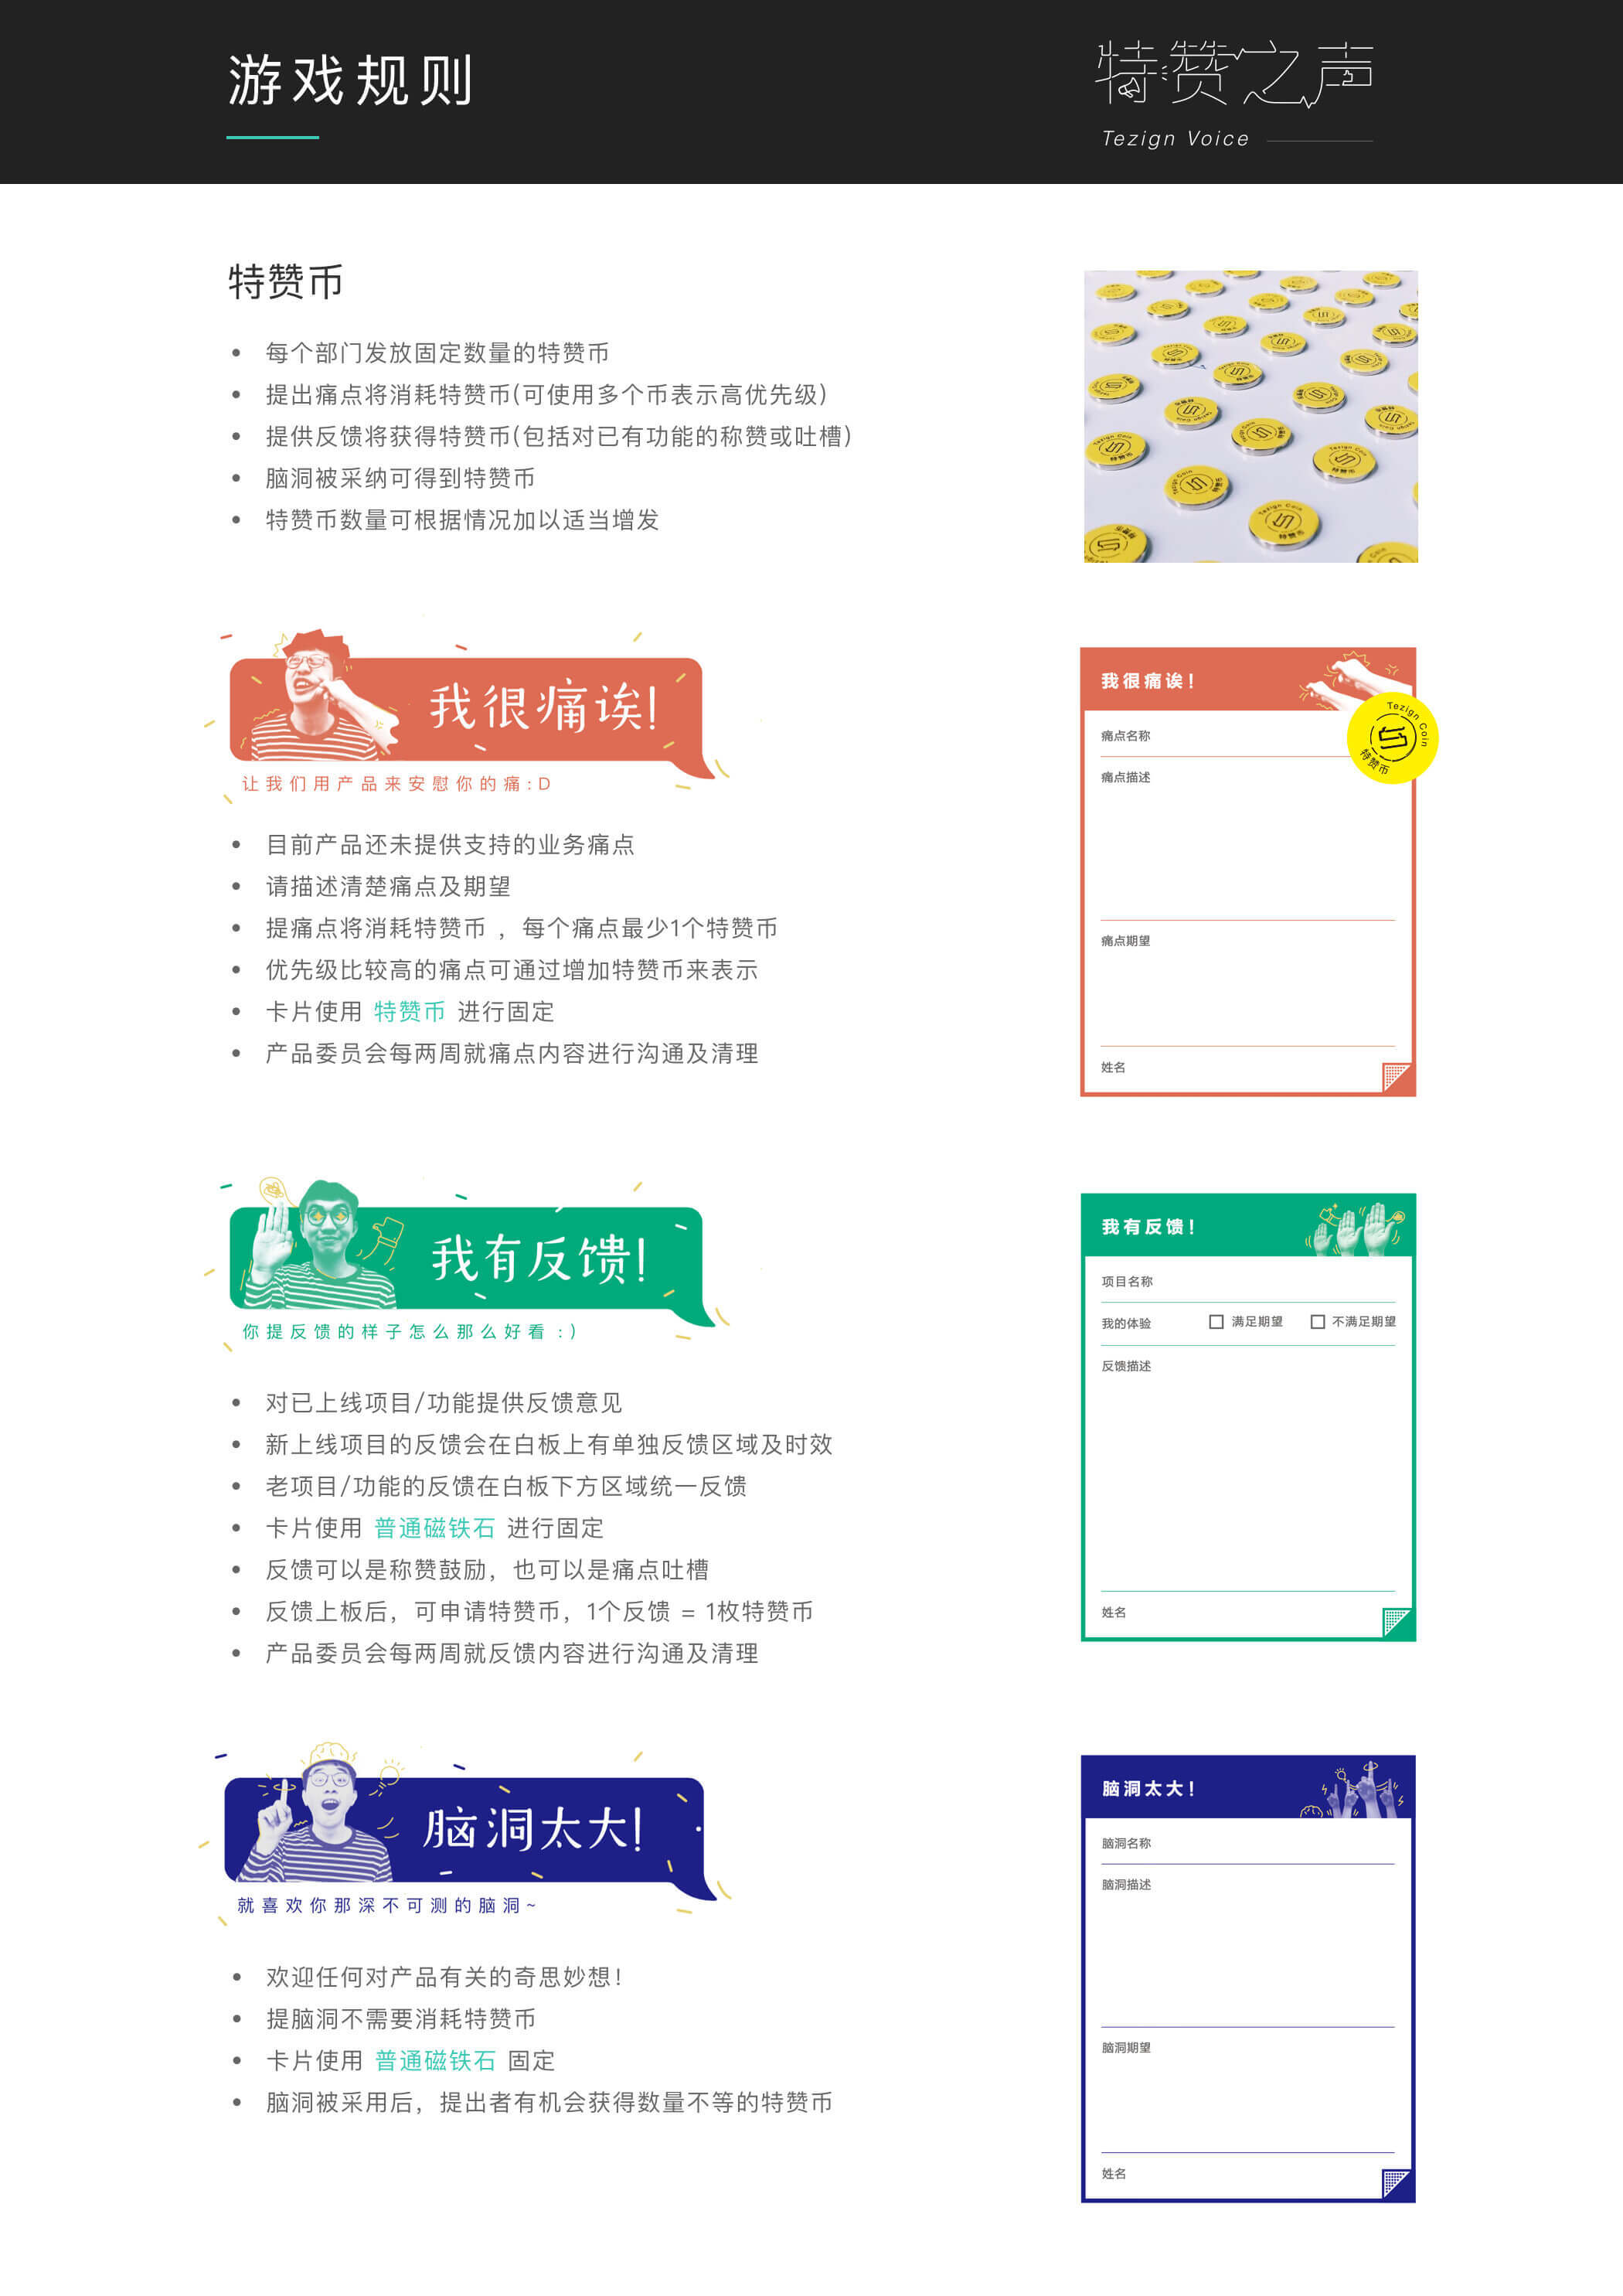 游戏规则
特赞之声
Tezign Voice
特赞币
• 每个部门发放固定数量的特赞币
• 提出痛点将消耗特赞币(可使用多个币表示高优先级)
• 提供反馈将获得特赞币(包括对已有功能的称赞或吐槽)
• 脑洞被采纳可得到特赞币
• 特赞币数量可根据情况加以适当增发
我很痛诶!
让我们用产品来安慰你的痛:D
• 目前产品还未提供支持的业务痛点
• 请描述清楚痛点及期望
• 提痛点将消耗特赞币 ，每个痛点最少1个特赞币
• 优先级比较高的痛点可通过增加特赞币来表示
• 卡片使用 特赞币 进行固定
• 产品委员会每两周就痛点内容进行沟通及清理
我很痛诶!
Tezign Coin
特赞币
痛点名称
痛点描述
痛点期望
姓名
我有反馈!
你提反馈的样子怎么那么好看 :)
• 对已上线项目/功能提供反馈意见
• 新上线项目的反馈会在白板上有单独反馈区域及时效
• 老项目/功能的反馈在白板下方区域统一反馈
• 卡片使用 普通磁铁石 进行固定
• 反馈可以是称赞鼓励，也可以是痛点吐槽
• 反馈上板后，可申请特赞币，1个反馈 = 1枚特赞币
• 产品委员会每两周就反馈内容进行沟通及清理
我有反馈!
项目名称
我的体验 满足期望 不满足期望
反馈描述
姓名
脑洞太大!
就喜欢你那深不可测的脑洞~
• 欢迎任何对产品有关的奇思妙想!
• 提脑洞不需要消耗特赞币
• 卡片使用 普通磁铁石 固定
• 脑洞被采用后，提出者有机会获得数量不等的特赞币
脑洞太大!
脑洞名称
脑洞描述
脑洞期望
姓名